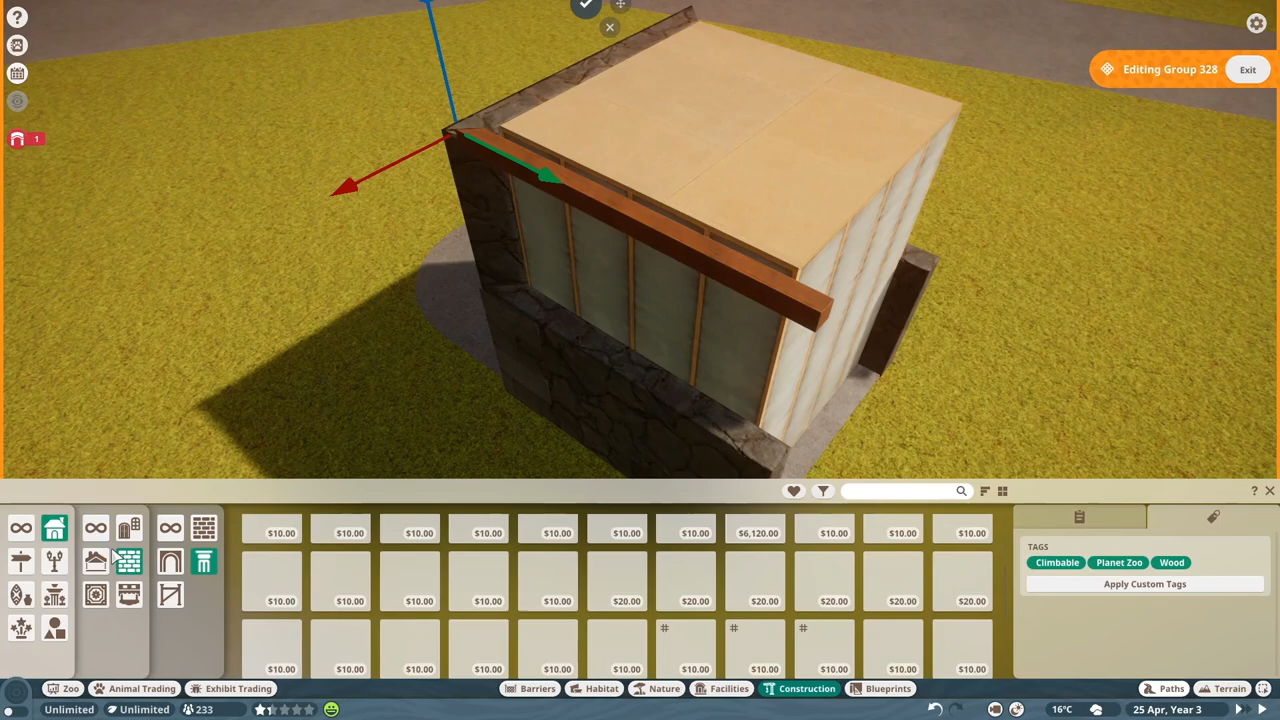 ?
Editing Group 328
Exit
1
?
TAGS
Climbable
Planet Zoo
Wood
Apply Custom Tags
$10.00 $10.00 $10.00 $10.00 $10.00 $10.00 $10.00 $6,120.00 $10.00 $10.00 $10.00
$10.00 $10.00 $10.00 $10.00 $10.00 $20.00 $20.00 $20.00 $20.00 $20.00 $20.00
$10.00 $10.00 $10.00 $10.00 $10.00 $10.00 $10.00 $10.00 $10.00 $10.00 $10.00
Zoo
Animal Trading
Exhibit Trading
Barriers
Habitat
Nature
Facilities
Construction
Blueprints
Paths
Terrain
Unlimited
Unlimited
233
16°C
25 Apr, Year 3